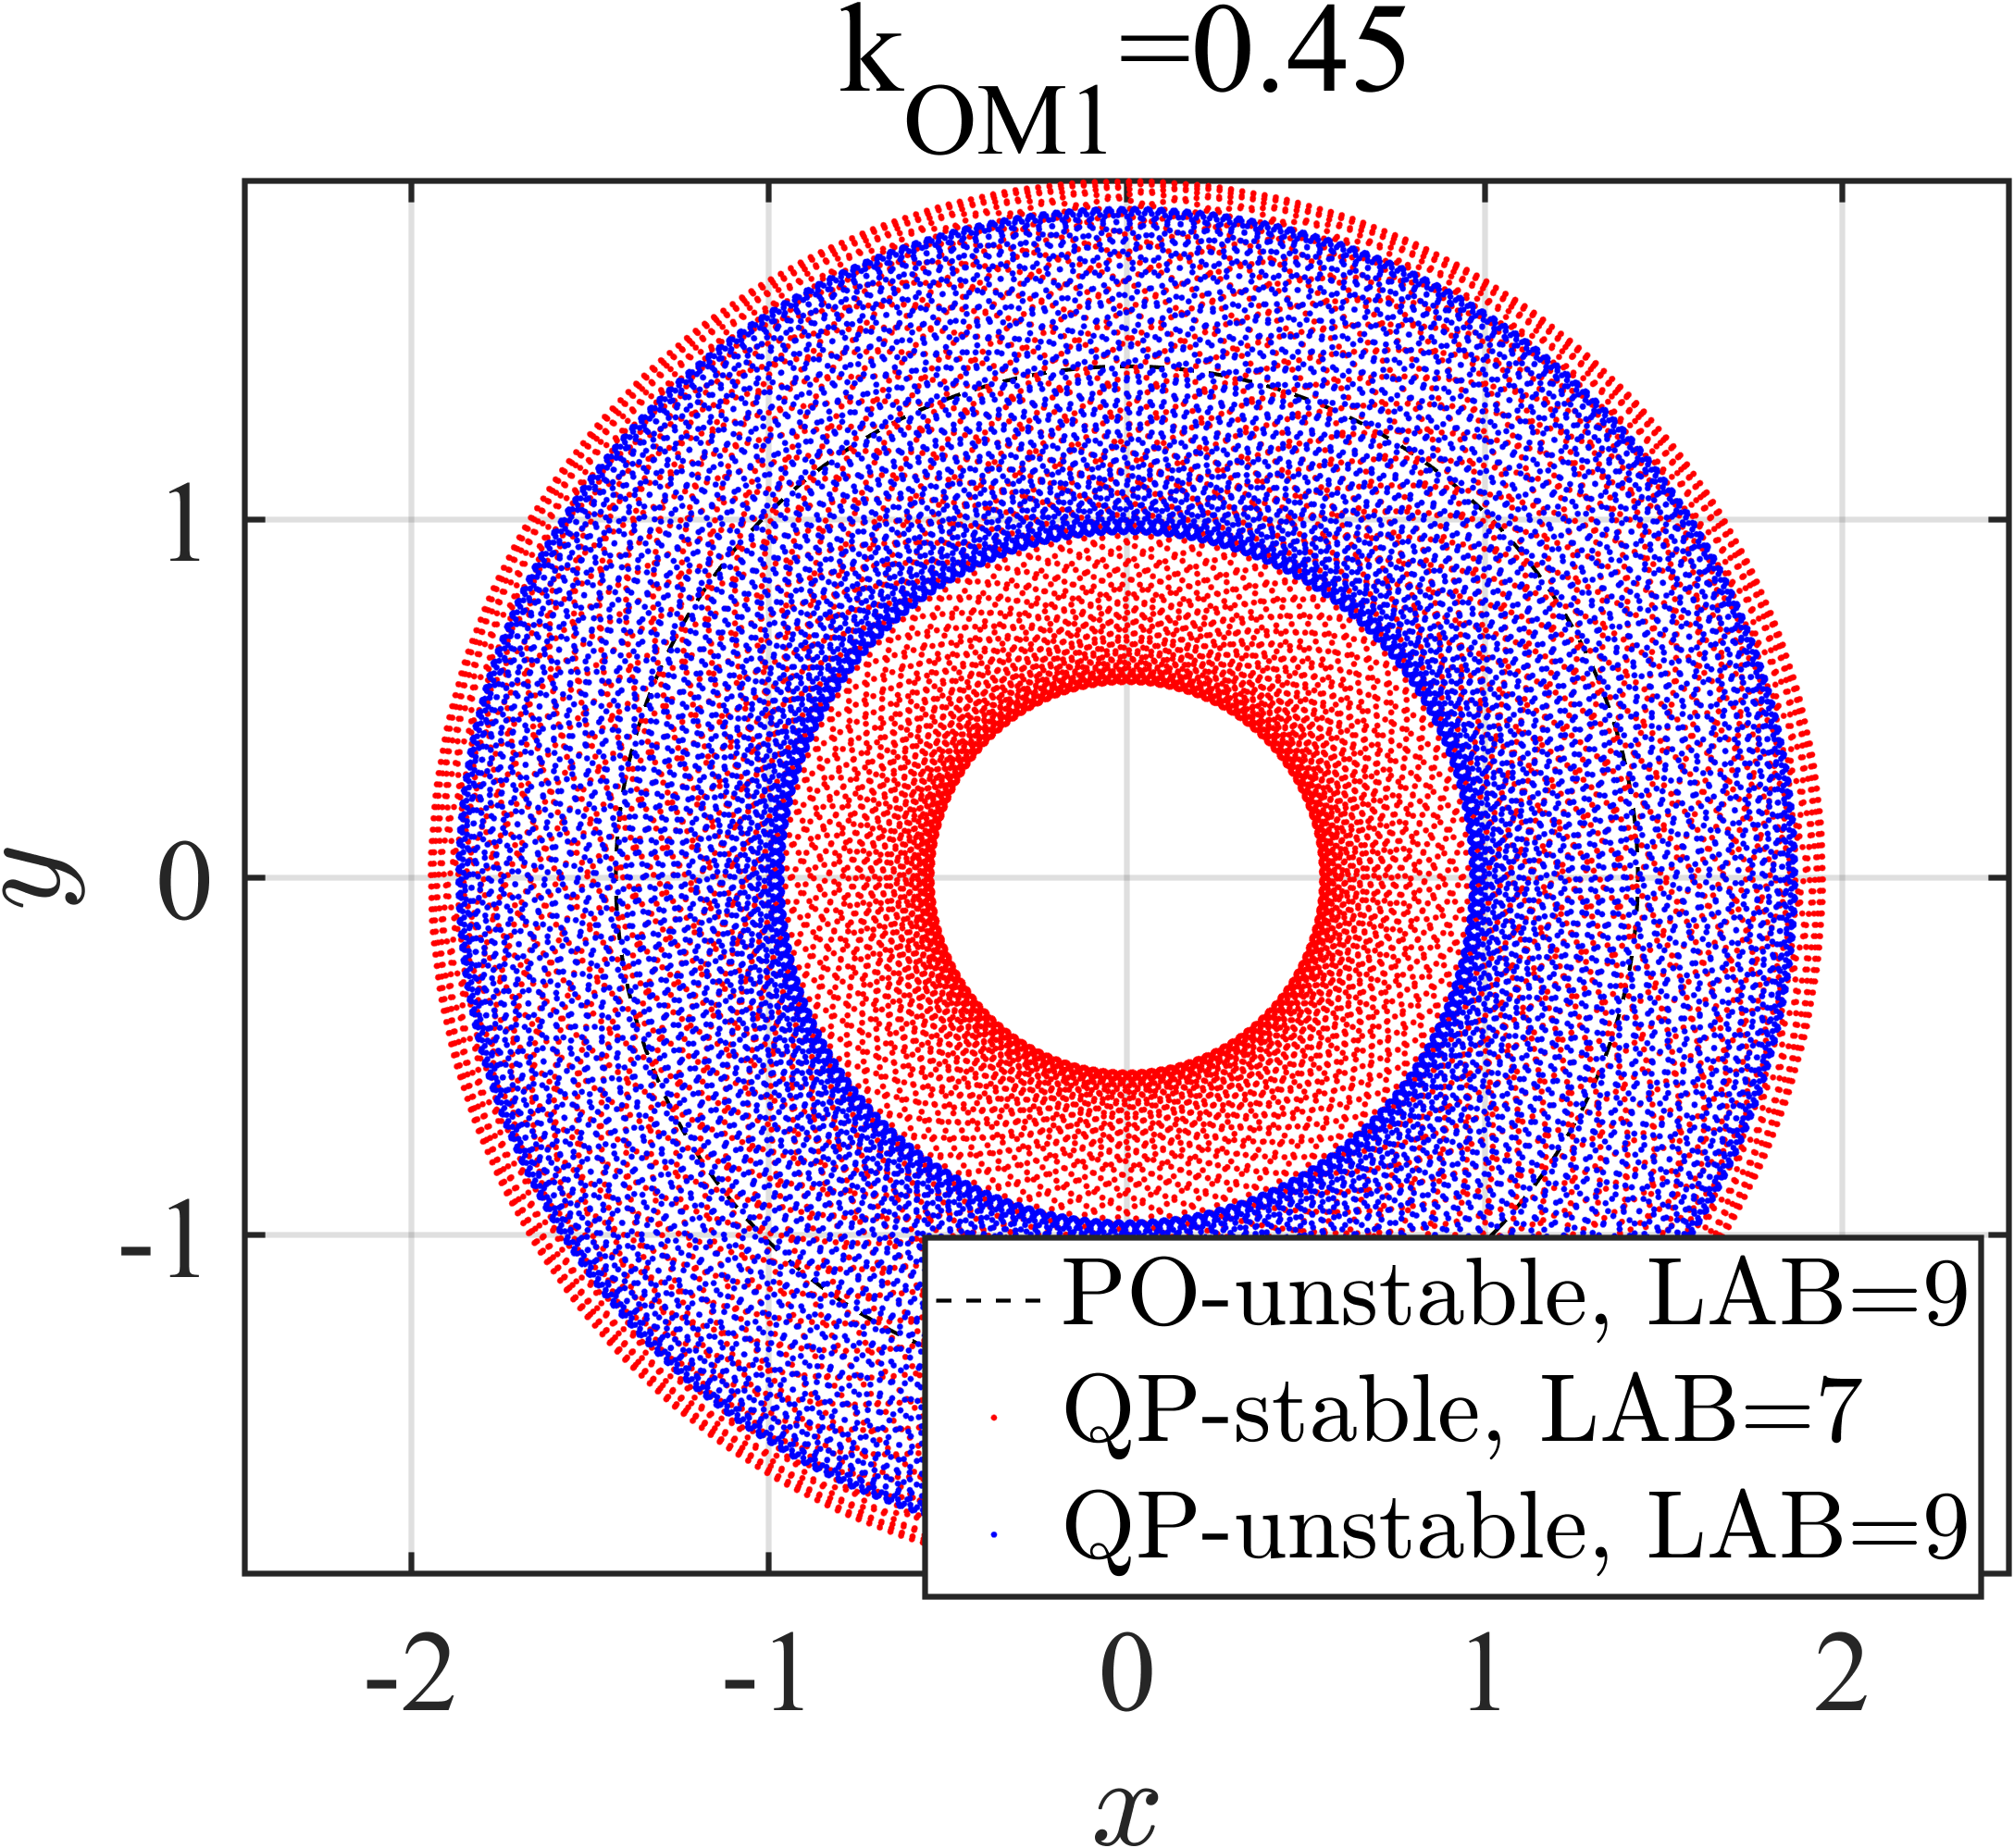 k_OM1=0.45
y
1
0
-1
PO-unstable, LAB=9
QP-stable, LAB=7
QP-unstable, LAB=9
-2 -1 0 1 2
x